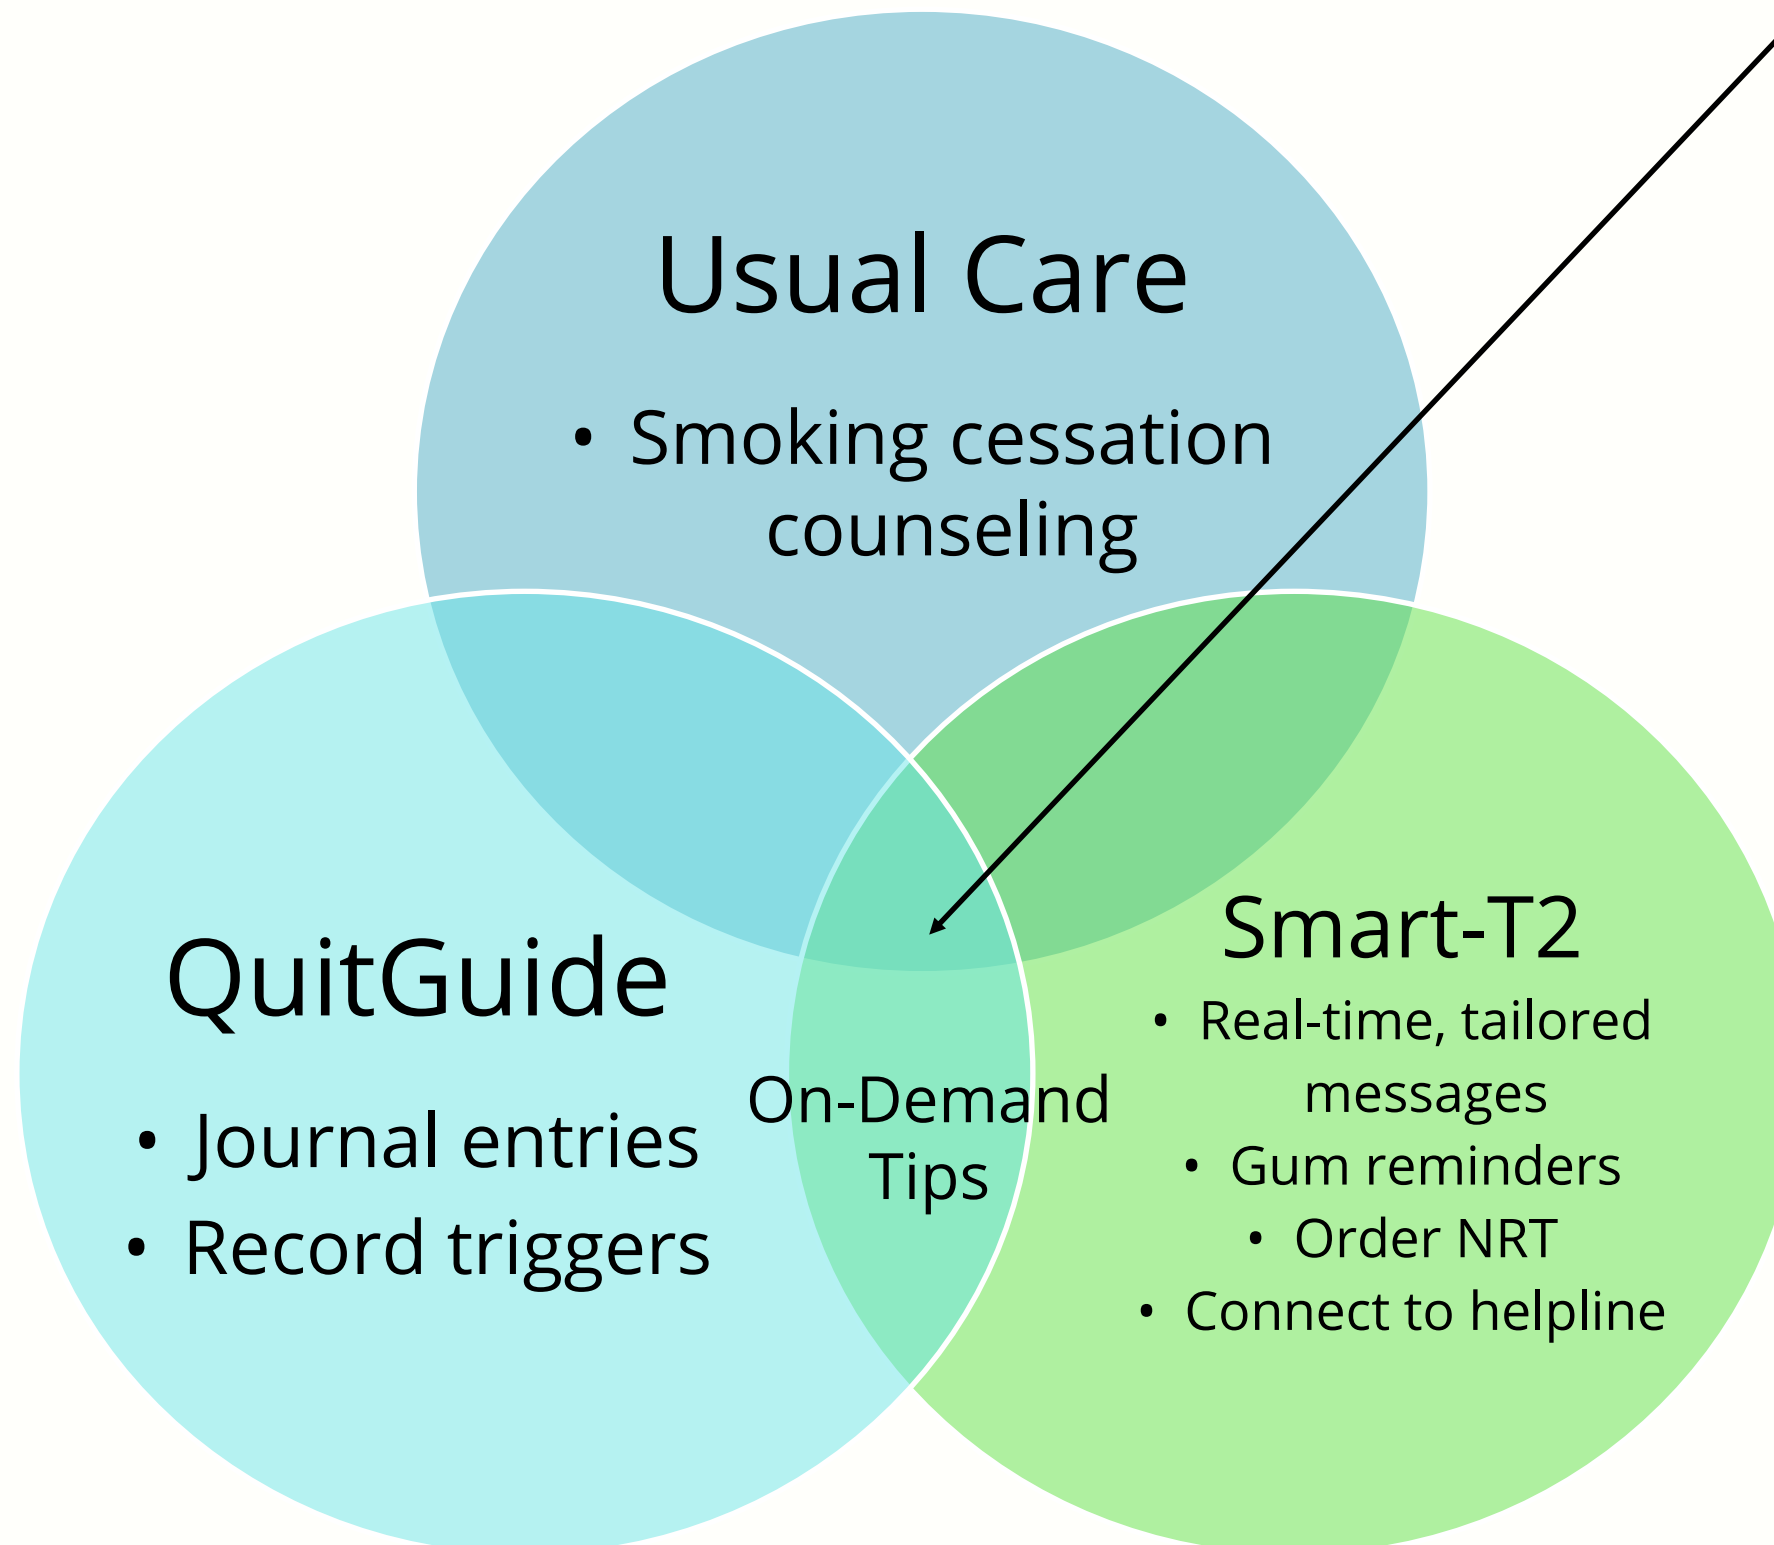 Usual Care
• Smoking cessation
counseling
QuitGuide
• Journal entries
• Record triggers
On-Demand
Tips
Smart-T2
• Real-time, tailored
messages
• Gum reminders
• Order NRT
• Connect to helpline